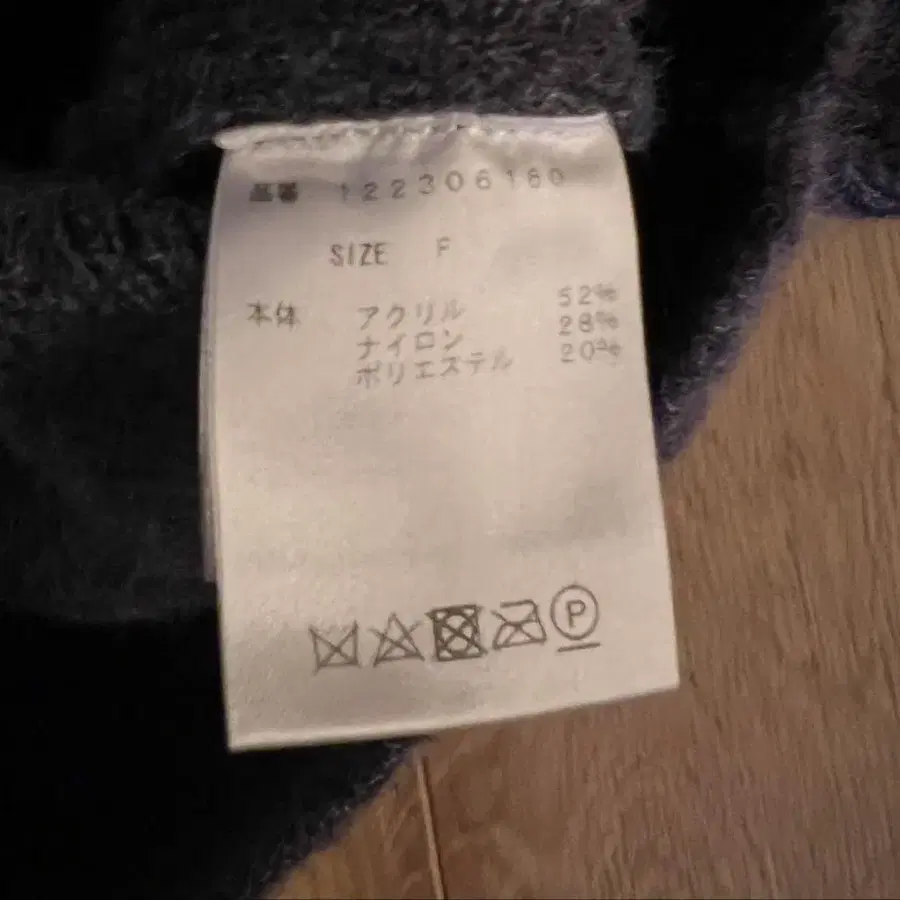 品番 122306180
SIZE F
本体 アクリル 52%
ナイロン 28%
ポリエステル 20%
P